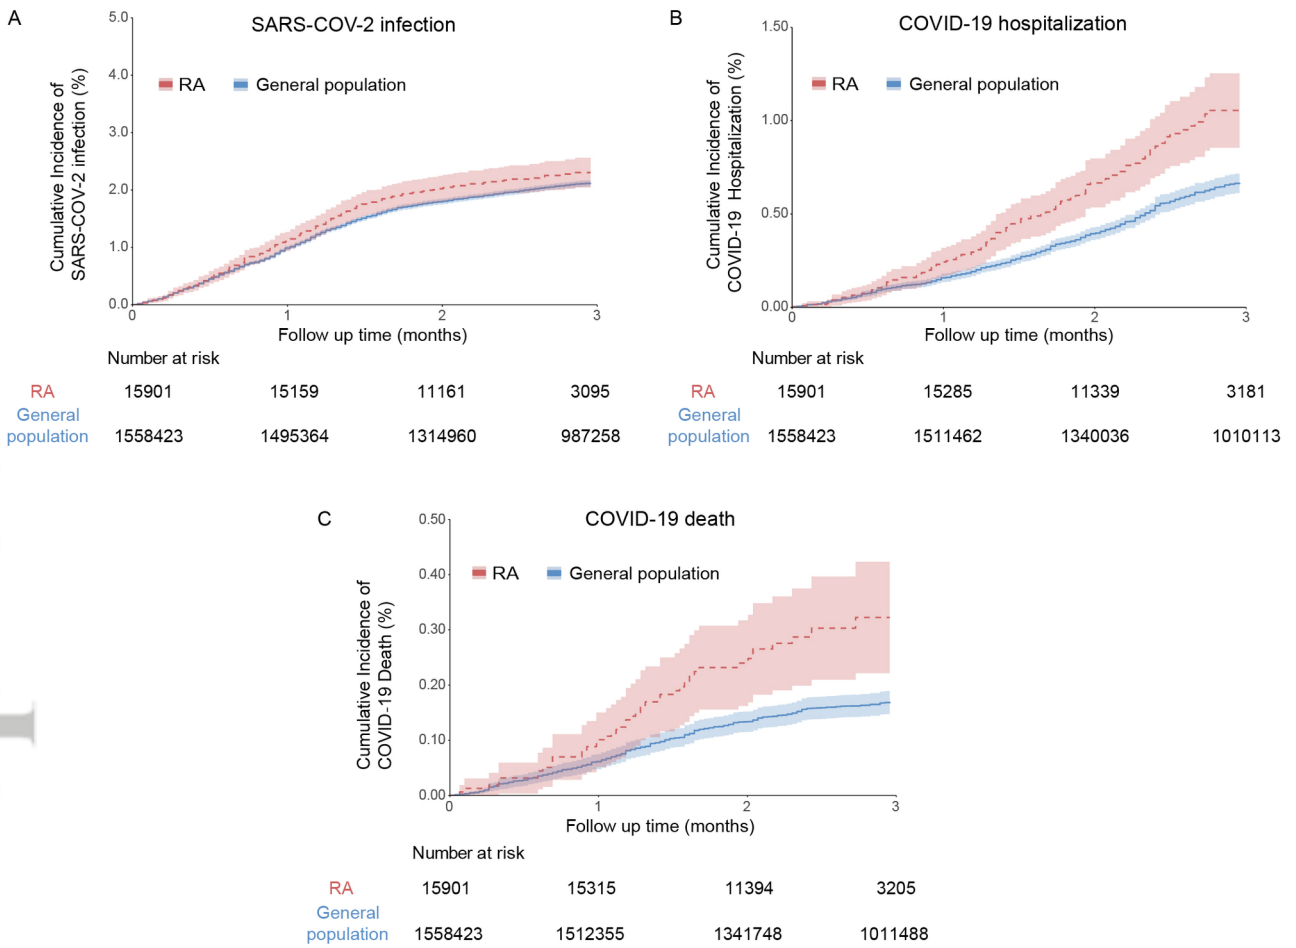 A
SARS-COV-2 infection
Cumulative Incidence of
SARS-COV-2 infection (%)
5.0
4.0
3.0
2.0
1.0
0.0
RA
General population
0
1
2
3
Follow up time (months)
Number at risk
RA
15901
15159
11161
3095
General
population
1558423
1495364
1314960
987258
B
COVID-19 hospitalization
Cumulative Incidence of
COVID-19 Hospitalization (%)
1.50
1.00
0.50
0.00
RA
General population
0
1
2
3
Follow up time (months)
Number at risk
RA
15901
15285
11339
3181
General
population
1558423
1511462
1340036
1010113
C
COVID-19 death
Cumulative Incidence of
COVID-19 Death (%)
0.50
0.40
0.30
0.20
0.10
0.00
RA
General population
0
1
2
3
Follow up time (months)
Number at risk
RA
15901
15315
11394
3205
General
population
1558423
1512355
1341748
1011488